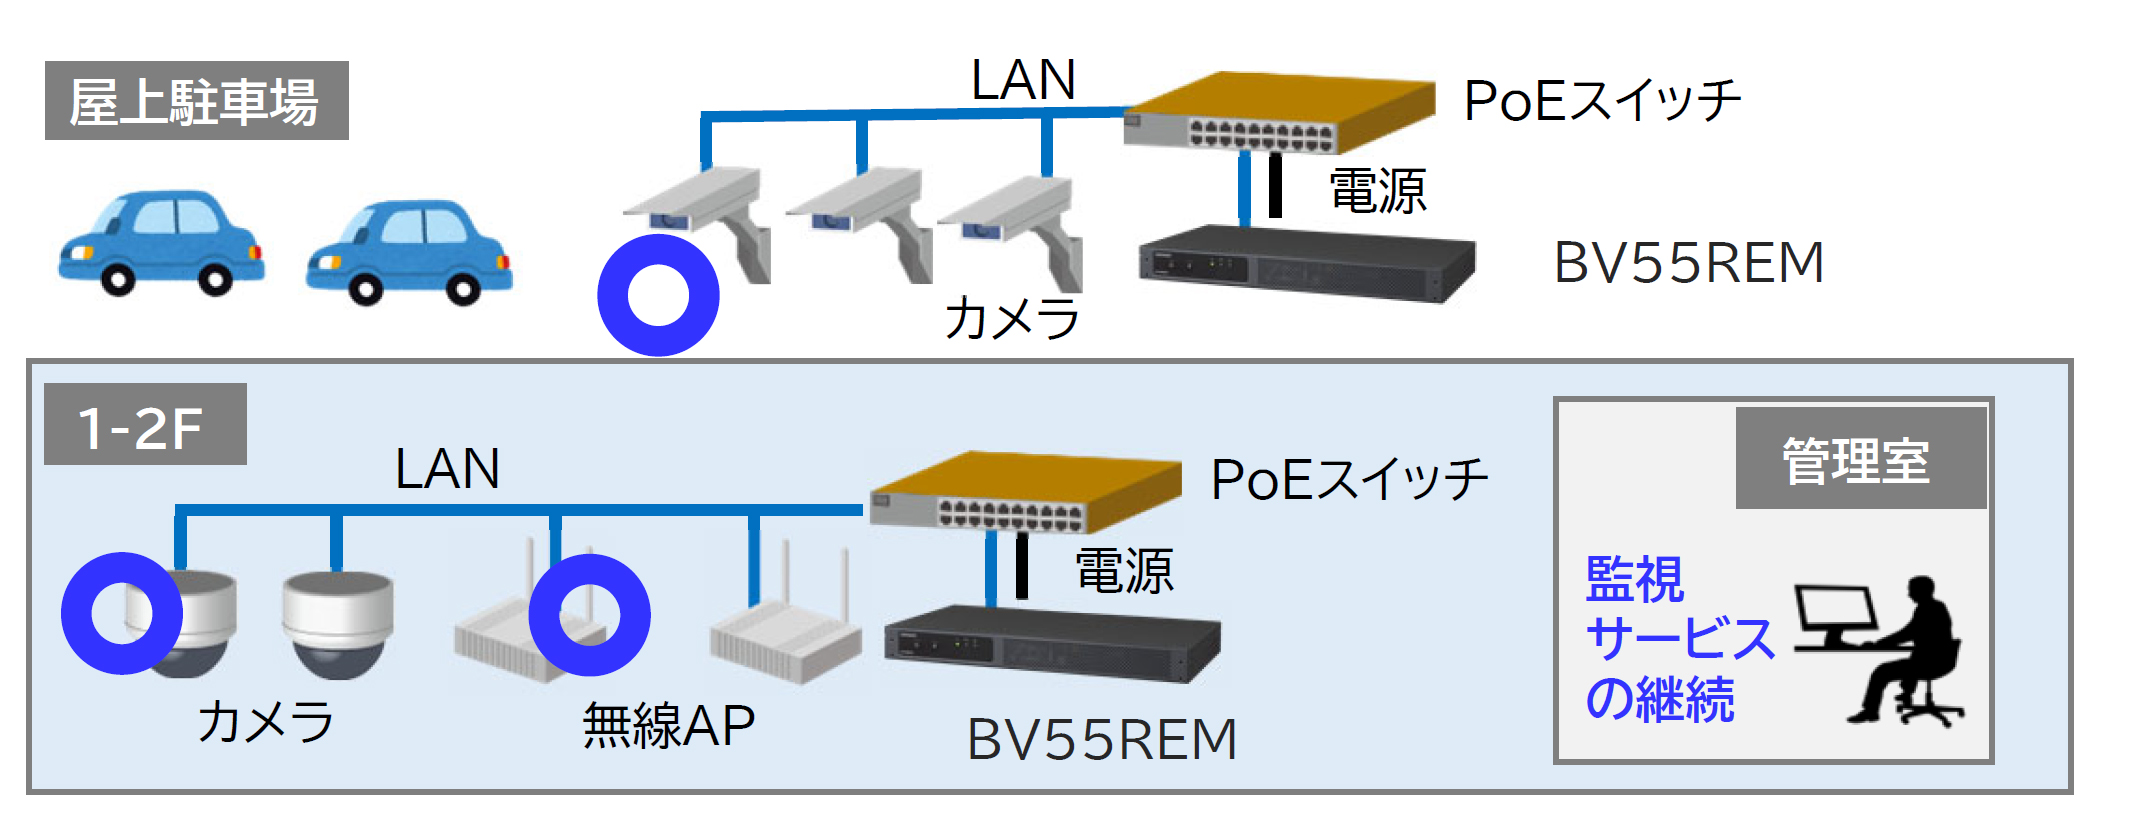 屋上駐車場
LAN
PoEスイッチ
電源
BV55REM
カメラ
1-2F
LAN
PoEスイッチ
電源
カメラ
無線AP
BV55REM
管理室
監視
サービス
の継続